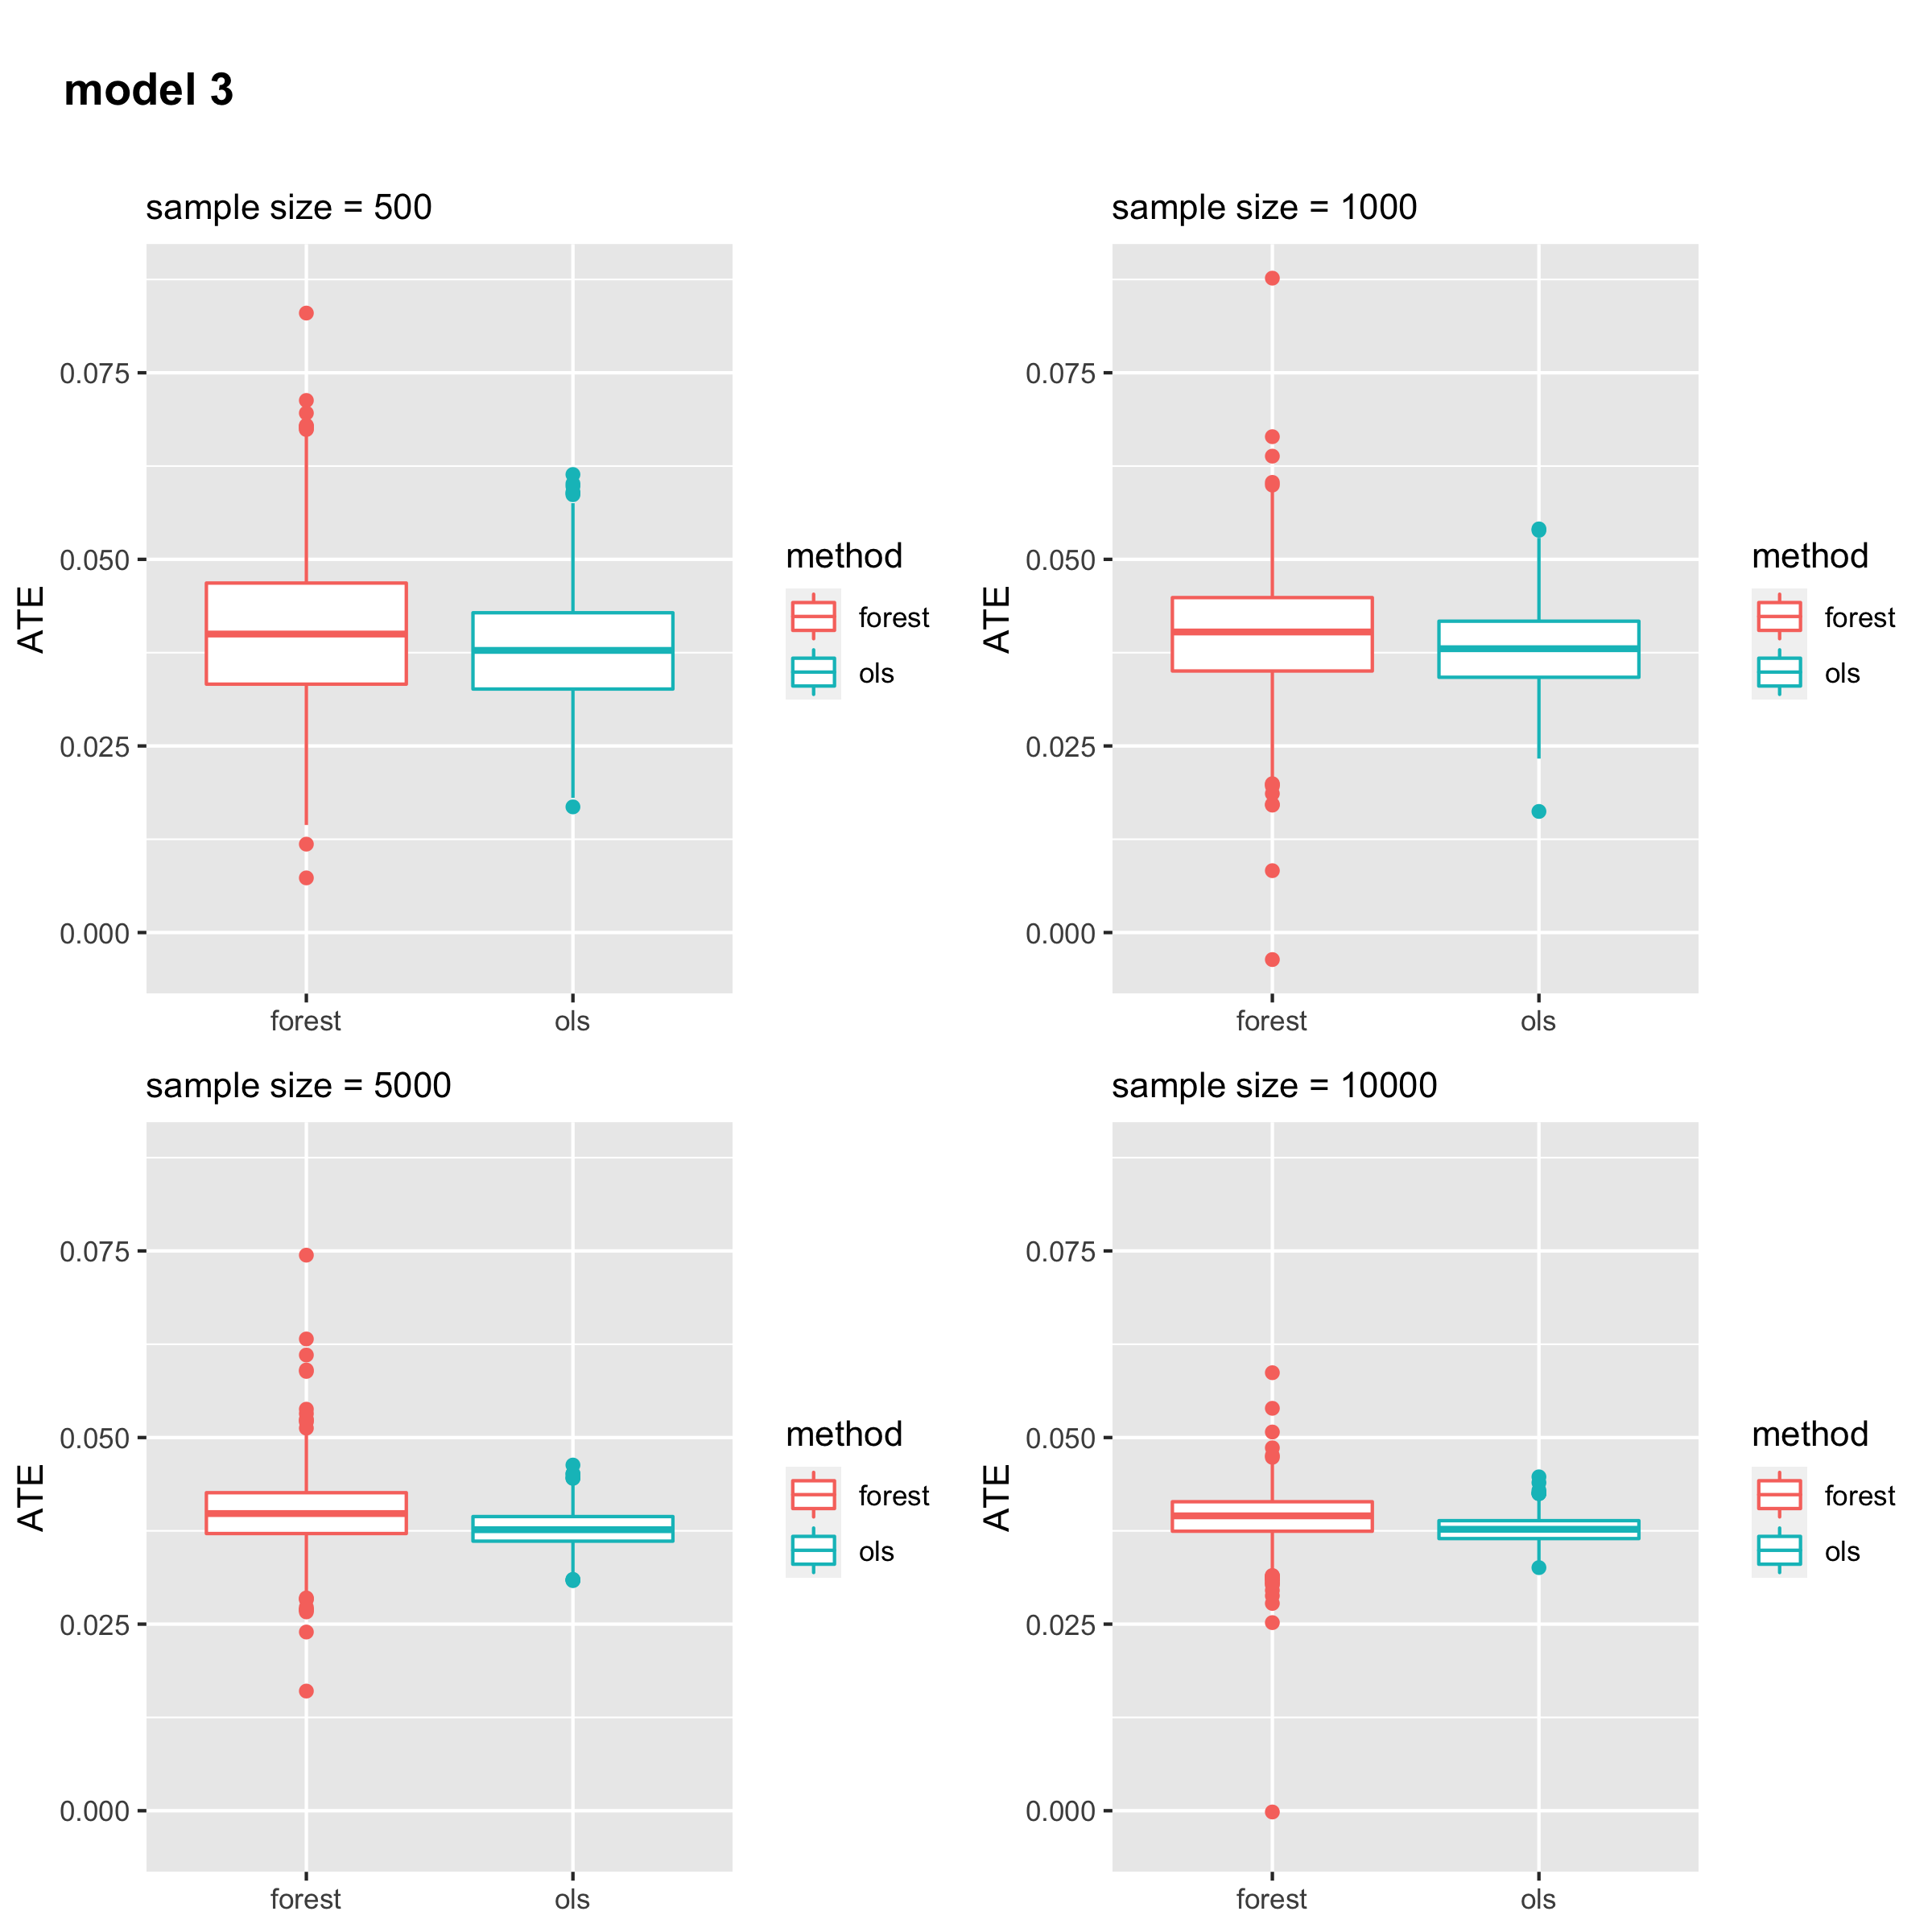 model 3
sample size = 500
ATE
0.075
0.050
0.025
0.000
forest
ols
method
forest
ols
sample size = 1000
ATE
0.075
0.050
0.025
0.000
forest
ols
method
forest
ols
sample size = 5000
ATE
0.075
0.050
0.025
0.000
forest
ols
method
forest
ols
sample size = 10000
ATE
0.075
0.050
0.025
0.000
forest
ols
method
forest
ols